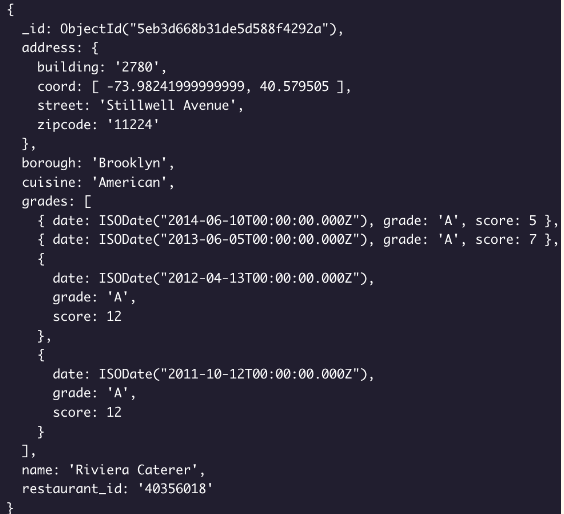 {
  _id: ObjectId("5eb3d668b31de5d588f4292a"),
  address: {
    building: '2780',
    coord: [ -73.98241999999999, 40.579505 ],
    street: 'Stillwell Avenue',
    zipcode: '11224'
  },
  borough: 'Brooklyn',
  cuisine: 'American',
  grades: [
    { date: ISODate("2014-06-10T00:00:00.000Z"), grade: 'A', score: 5 },
    { date: ISODate("2013-06-05T00:00:00.000Z"), grade: 'A', score: 7 },
    {
      date: ISODate("2012-04-13T00:00:00.000Z"),
      grade: 'A',
      score: 12
    },
    {
      date: ISODate("2011-10-12T00:00:00.000Z"),
      grade: 'A',
      score: 12
    }
  ],
  name: 'Riviera Caterer',
  restaurant_id: '40356018'
}